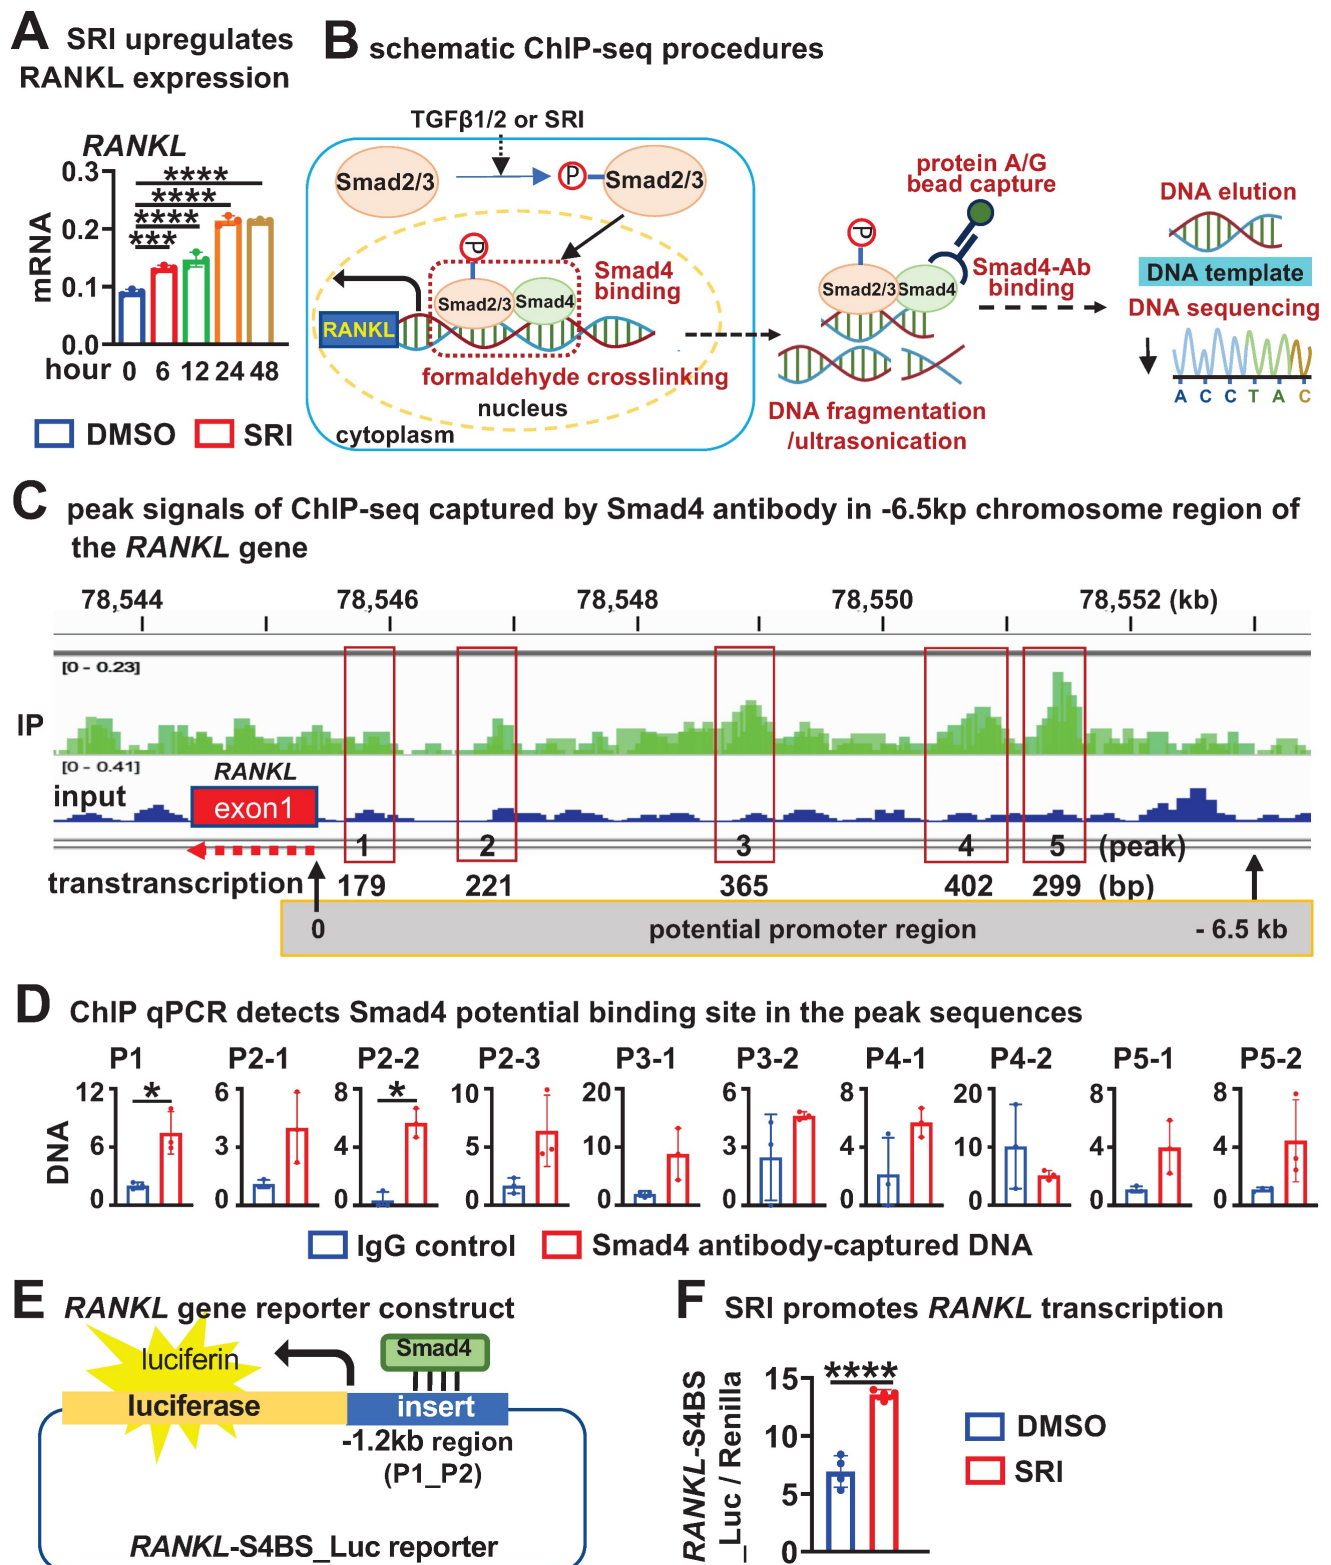 A SRI upregulates
RANKL expression
RANKL
****
****
****
***
0.3
0.2
0.1
0.0
mRNA
hour 0 6 12 24 48
DMSO SRI
B schematic ChIP-seq procedures
TGFβ1/2 or SRI
Smad2/3
P
Smad2/3
P
Smad2/3
Smad4
Smad4
binding
RANKL
formaldehyde crosslinking
nucleus
cytoplasm
protein A/G
bead capture
P
Smad2/3
Smad4
Smad4-Ab
binding
DNA fragmentation
/ultrasonication
DNA elution
DNA template
DNA sequencing
A C C T A C
C peak signals of ChIP-seq captured by Smad4 antibody in -6.5kp chromosome region of
the RANKL gene
78,544 78,546 78,548 78,550 78,552 (kb)
[0 - 0.23]
IP
[0 - 0.41]
input
RANKL
exon1
1 2 3 4 5 (peak)
transtranscription 179 221 365 402 299 (bp)
0 potential promoter region - 6.5 kb
D ChIP qPCR detects Smad4 potential binding site in the peak sequences
P1 P2-1 P2-2 P2-3 P3-1 P3-2 P4-1 P4-2 P5-1 P5-2
12 6 8 10 20 6 8 20 8 8
* *
6 3 4 5 10 3 4 10 4 4
0 0 0 0 0 0 0 0 0 0
DNA
IgG control Smad4 antibody-captured DNA
E RANKL gene reporter construct
luciferin
Smad4
luciferase insert
-1.2kb region
(P1_P2)
RANKL-S4BS_Luc reporter
F SRI promotes RANKL transcription
RANKL-S4BS
_Luc / Renilla
****
15
10
5
0
DMSO
SRI